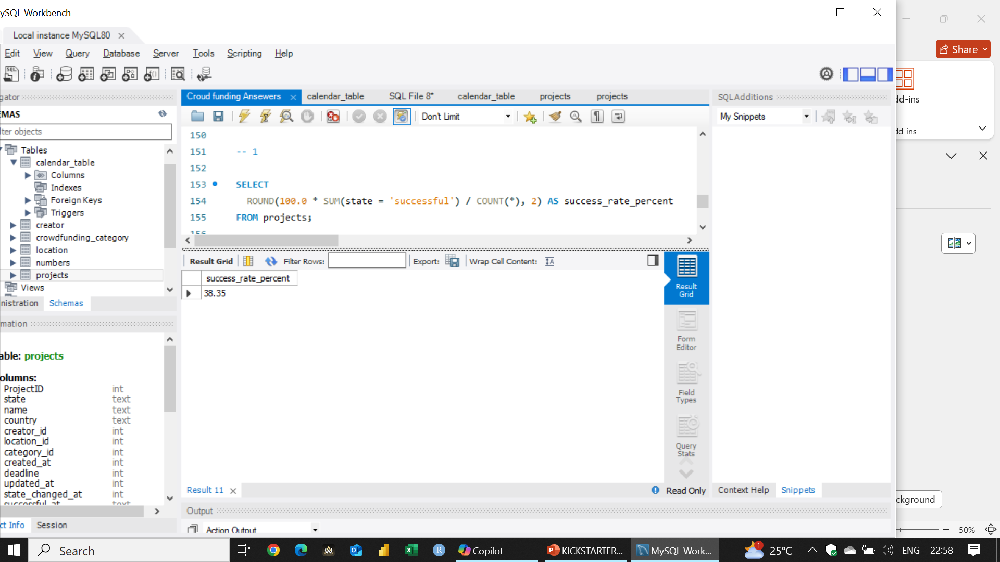 ySQL Workbench
Local instance MySQL80
Edit View Query Database Server Tools Scripting Help
Share
dd-ins
dd-ins
gator
EMAS
lter objects
Tables
calendar_table
Columns
Indexes
Foreign Keys
Triggers
creator
crowdfunding_category
location
numbers
projects
Views
nistration Schemas
mation
able: projects
olumns:
ProjectID int
state text
name text
country text
creator_id int
location_id int
category_id int
created_at int
deadline int
updated_at int
state_changed_at int
successful_at text
ct Info Session
Croud funding Ansewers calendar_table SQL File 8* calendar_table projects projects
Don't Limit
150
151 -- 1
152
153 SELECT
154 ROUND(100.0 * SUM(state = 'successful') / COUNT(*), 2) AS success_rate_percent
155 FROM projects;
156
Result Grid Filter Rows: Export: Wrap Cell Content:
success_rate_percent
38.35
Result Grid
Form Editor
Field Types
Query Stats
Result 11 Read Only
Output
Action Output
SQLAdditions
My Snippets
Context Help Snippets
ckground
50%
Search Copilot KICKSTARTER... MySQL Work... 1 25°C ENG 22:58